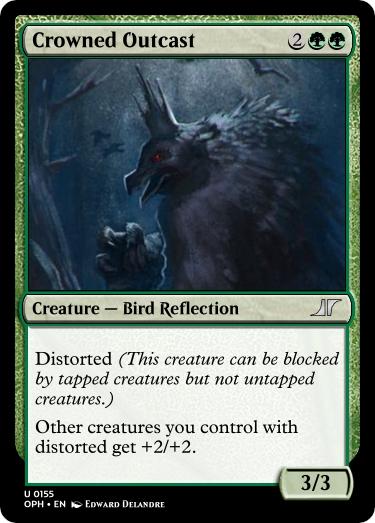 Crowned Outcast 2
Creature — Bird Reflection
Distorted (This creature can be blocked
by tapped creatures but not untapped
creatures.)
Other creatures you control with
distorted get +2/+2.
3/3
U 0155
OPH • EN Edward Delandre